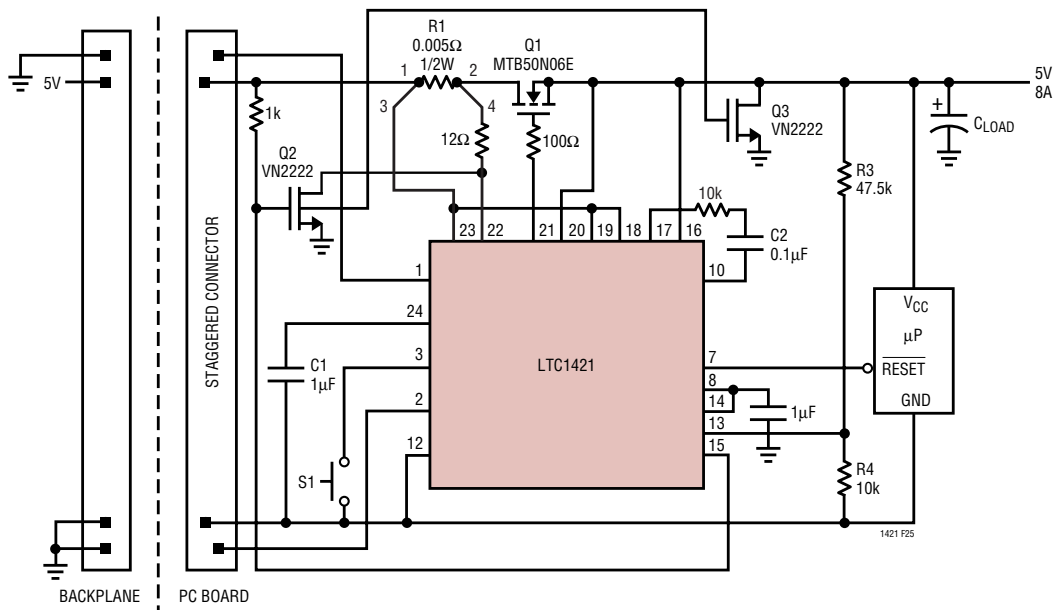 R1
0.005Ω
1/2W
Q1
MTB50N06E
1
2
3
4
5V
5V
8A
1k
12Ω
100Ω
Q3
VN2222
+
CLOAD
Q2
VN2222
R3
47.5k
10k
23
22
21
20
19
18
17
16
C2
0.1µF
1
10
24
STAGGERED CONNECTOR
C1
1µF
3
LTC1421
7
VCC
µP
RESET
GND
8
2
14
1µF
13
12
15
S1
R4
10k
1421 F25
BACKPLANE
PC BOARD